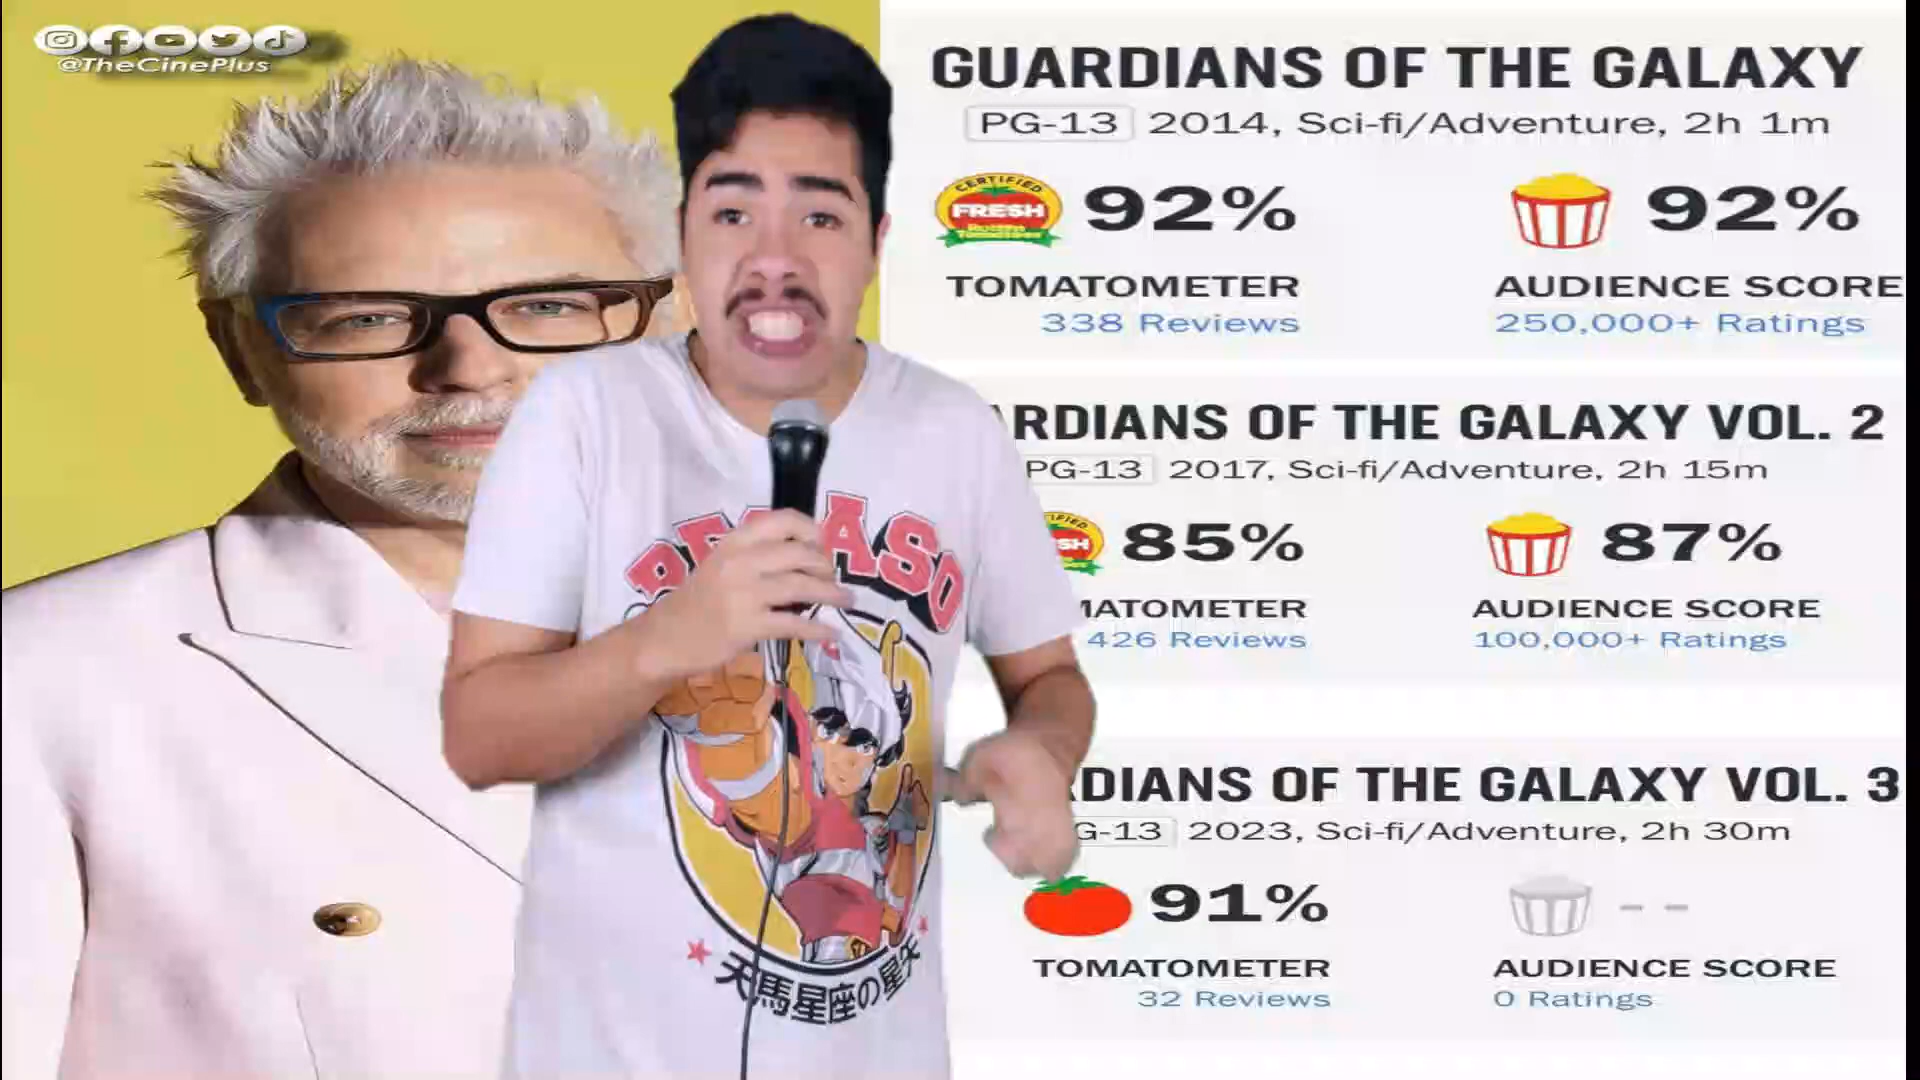 @TheCinePlus
GUARDIANS OF THE GALAXY
PG-13 2014, Sci-fi/Adventure, 2h 1m
CERTIFIED
FRESH
92%
92%
TOMATOMETER
AUDIENCE SCORE
338 Reviews
250,000+ Ratings
ARDIANS OF THE GALAXY VOL. 2
PG-13 2017, Sci-fi/Adventure, 2h 15m
85%
87%
MATOMETER
AUDIENCE SCORE
426 Reviews
100,000+ Ratings
RDIANS OF THE GALAXY VOL. 3
G-13 2023, Sci-fi/Adventure, 2h 30m
91%
- -
TOMATOMETER
AUDIENCE SCORE
32 Reviews
0 Ratings
天馬星座の星矢